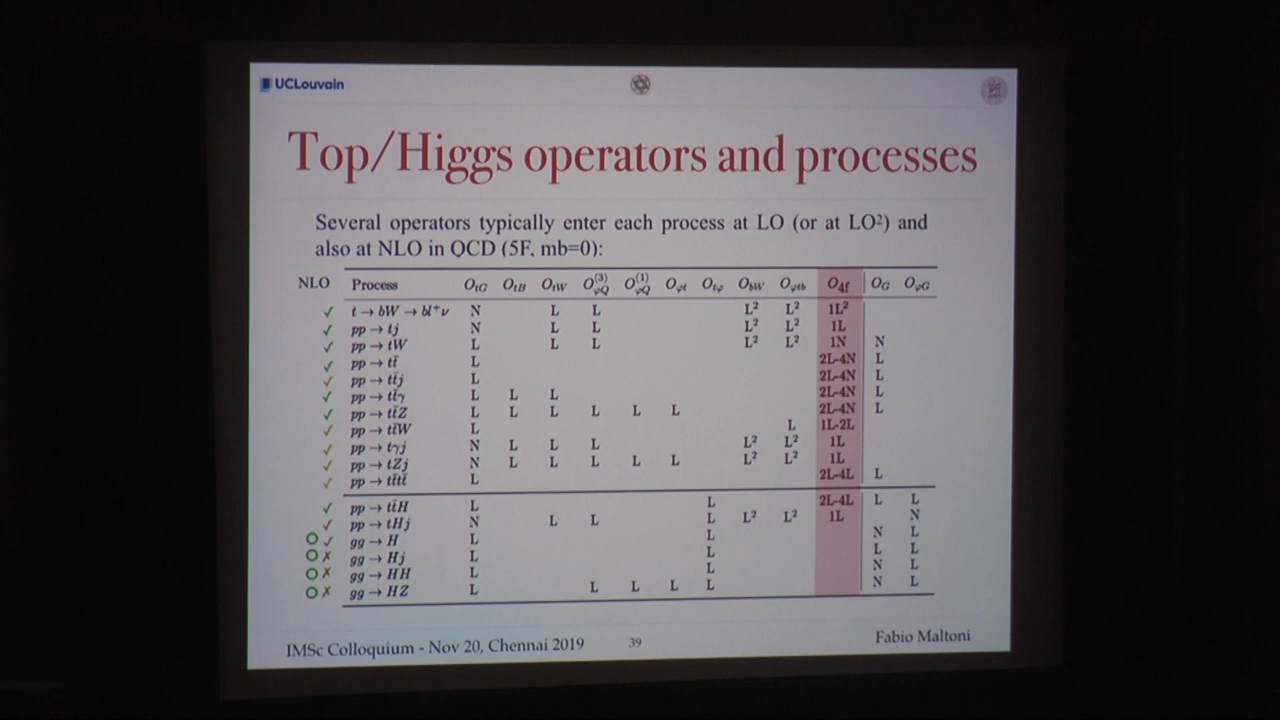 UCLouvain
Top/Higgs operators and processes
Several operators typically enter each process at LO (or at LO²) and
also at NLO in QCD (5F, mb=0):
NLO Process O_tG O_tB O_tW O_φQ^(3) O_φQ^(1) O_φt O_tφ O_bW O_φtb O_4f O_G O_φG
✓ t → bW → bl⁺ν N L L L² L² 1L²
✓ pp → tj N L L L² L² 1L
✓ pp → tW L L L L² L² 1N N
✓ pp → tt̄ L 2L-4N L
✓ pp → tt̄j L 2L-4N L
✓ pp → tt̄γ L L L 2L-4N L
✓ pp → tt̄Z L L L L L L 2L-4N L
✓ pp → tt̄W L L 1L-2L
✓ pp → tγj N L L L L² L² 1L
✓ pp → tZj N L L L L L L² L² 1L
✓ pp → tt̄tt̄ L 2L-4L L
✓ pp → tt̄H L L 2L-4L L L
✓ pp → tHj N L L L L² L² 1L N
O ✓ gg → H L L N L
O ✗ gg → Hj L L L L
O ✗ gg → HH L L N L
O ✗ gg → HZ L L L L L N L
IMSc Colloquium - Nov 20, Chennai 2019 39 Fabio Maltoni